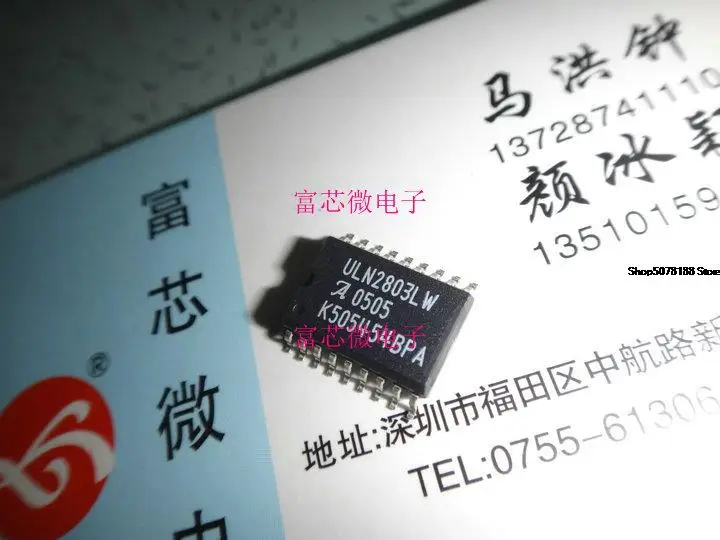 马洪钟
13728741110
颜冰
13510159
富芯微电子
Shop5078188 Store
富芯微电
®
ULN2803LW
0505
富芯微电子
地址:深圳市福田区中航路新
TEL:0755-61306